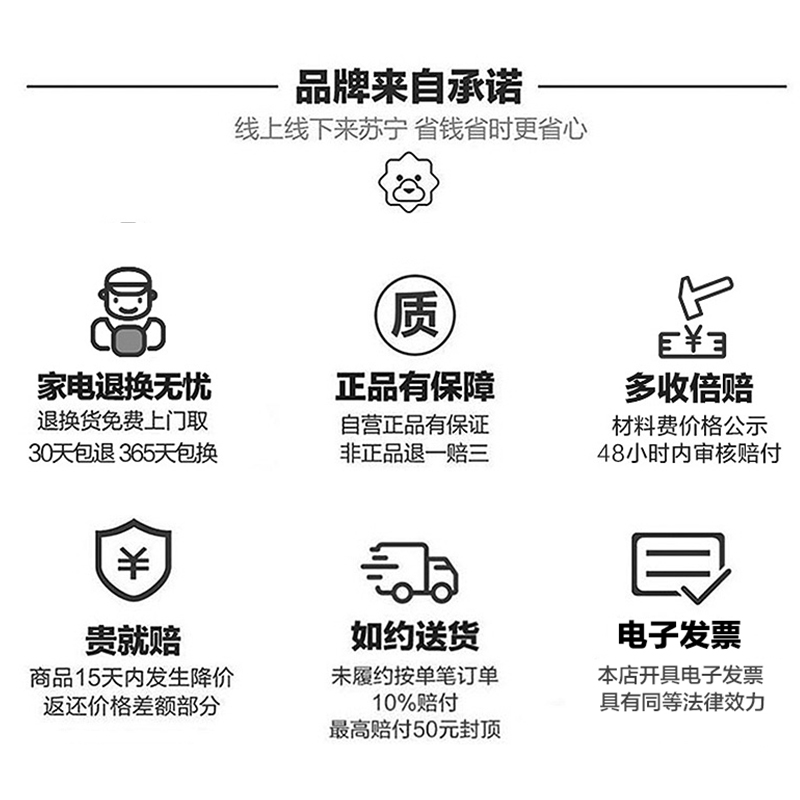 品牌来自承诺
线上线下来苏宁 省钱省时更省心
家电退换无忧
退换货免费上门取
30天包退 365天包换
质
正品有保障
自营正品有保证
非正品退一赔三
¥
多收倍赔
材料费价格公示
48小时内审核赔付
¥
贵就赔
商品15天内发生降价
返还价格差额部分
如约送货
未履约按单笔订单
10%赔付
最高赔付50元封顶
电子发票
本店开具电子发票
具有同等法律效力